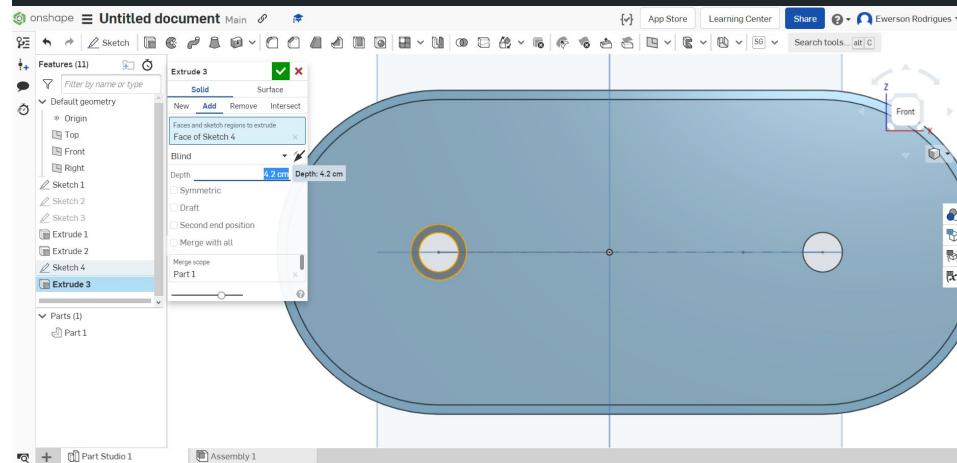 onshape Untitled document Main App Store Learning Center Share Ewerson Rodrigues
Sketch SG Search tools... alt C
Features (11)
Filter by name or type
Default geometry
Origin
Top
Front
Right
Sketch 1
Sketch 2
Sketch 3
Extrude 1
Extrude 2
Sketch 4
Extrude 3
Parts (1)
Part 1
Extrude 3
Solid Surface
New Add Remove Intersect
Faces and sketch regions to extrude
Face of Sketch 4
Blind
Depth 4.2 cm Depth: 4.2 cm
Symmetric
Draft
Second end position
Merge with all
Merge scope
Part 1
Z
Front
X
Part Studio 1 Assembly 1